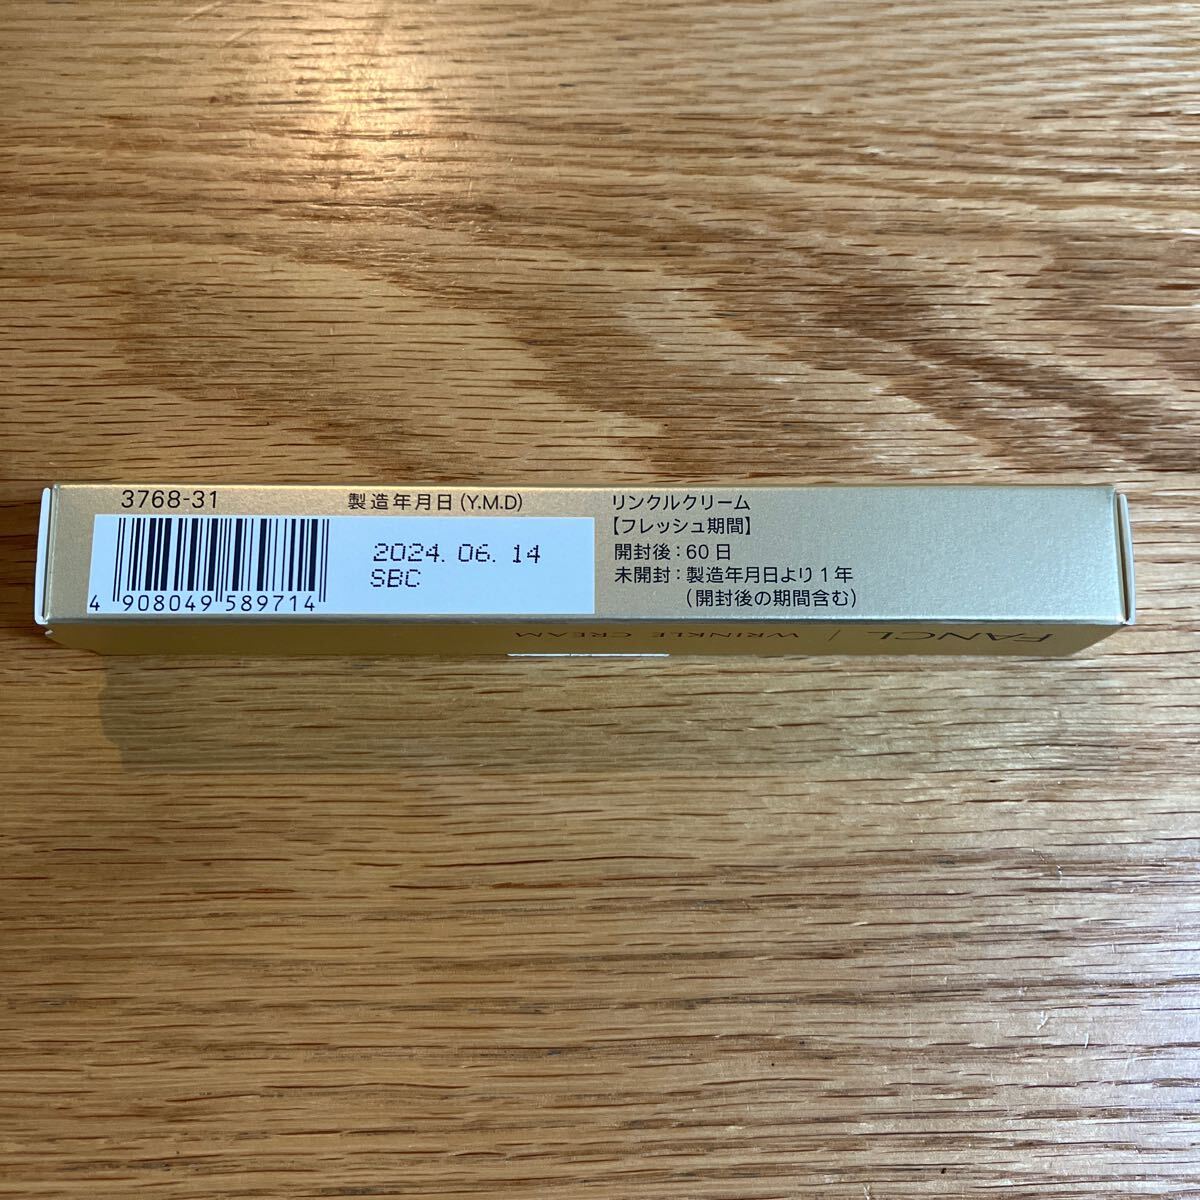 3768-31
製造年月日(Y.M.D)
2024. 06. 14
SBC
4 908049 589714
リンクルクリーム
【フレッシュ期間】
開封後：60日
未開封：製造年月日より1年
（開封後の期間含む）
FANCL / WRINKLE CREAM